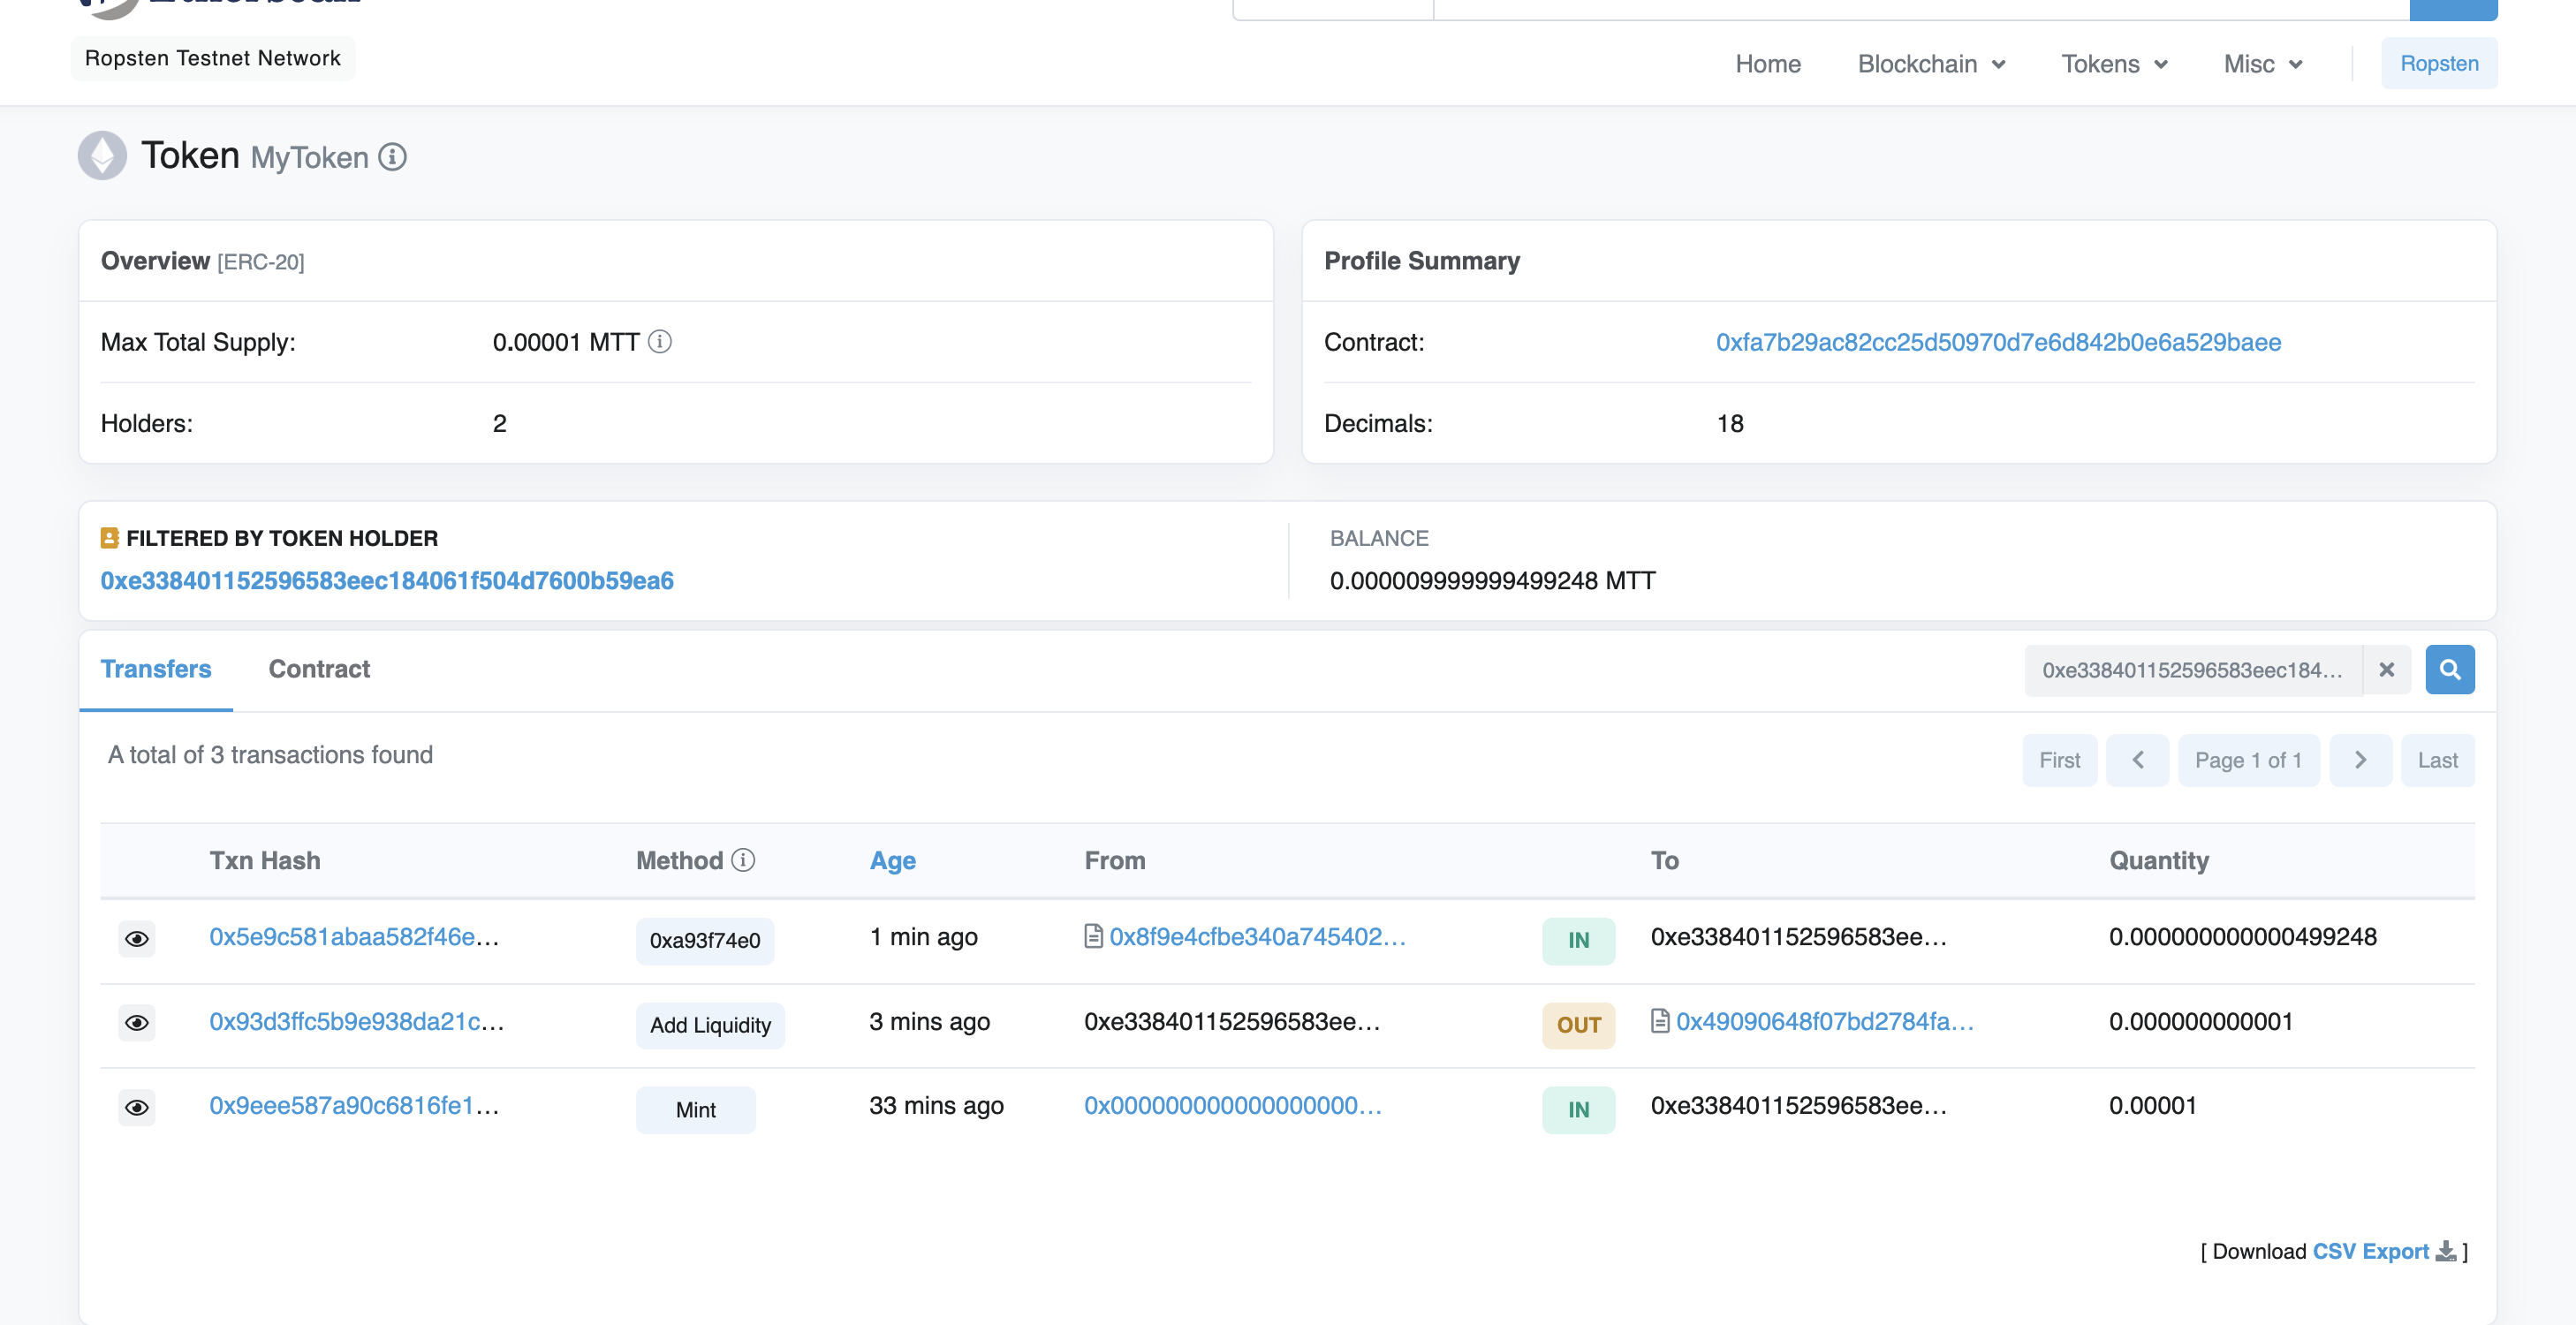 Ropsten Testnet Network
Home Blockchain Tokens Misc Ropsten
Token MyToken
Overview [ERC-20]
Max Total Supply: 0.00001 MTT
Holders: 2
Profile Summary
Contract: 0xfa7b29ac82cc25d50970d7e6d842b0e6a529baee
Decimals: 18
FILTERED BY TOKEN HOLDER
0xe338401152596583eec184061f504d7600b59ea6
BALANCE
0.000009999999499248 MTT
Transfers Contract
0xe338401152596583eec184...
A total of 3 transactions found
First Page 1 of 1 Last
Txn Hash Method Age From To Quantity
0x5e9c581abaa582f46e... 0xa93f74e0 1 min ago 0x8f9e4cfbe340a745402... IN 0xe338401152596583ee... 0.000000000000499248
0x93d3ffc5b9e938da21c... Add Liquidity 3 mins ago 0xe338401152596583ee... OUT 0x49090648f07bd2784fa... 0.000000000001
0x9eee587a90c6816fe1... Mint 33 mins ago 0x0000000000000000000... IN 0xe338401152596583ee... 0.00001
[ Download CSV Export ]